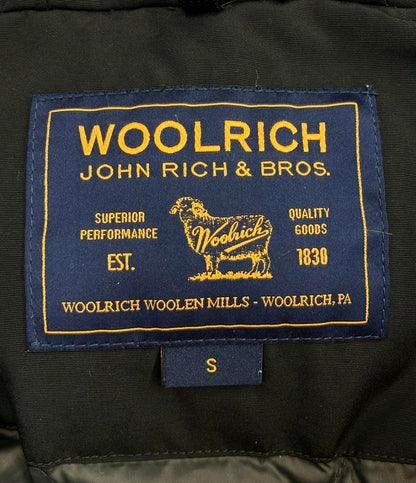 WOOLRICH
JOHN RICH & BROS.
SUPERIOR
PERFORMANCE
EST.
Woolrich
QUALITY
GOODS
1830
WOOLRICH WOOLEN MILLS - WOOLRICH, PA
S